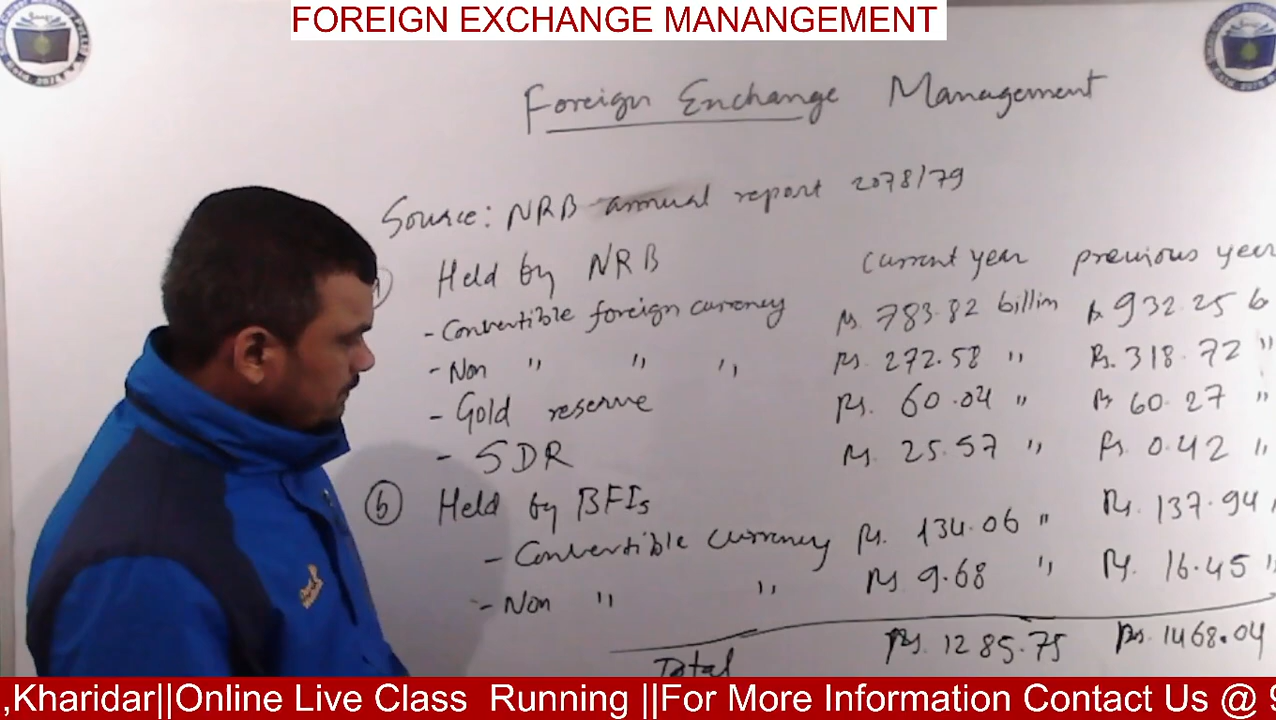 FOREIGN EXCHANGE MANANGEMENT
Foreign Exchange Management
Source: NRB annual report 2078/79
Held by NRB current year previous year
- Convertible foreign currency Rs. 783.82 billion Rs. 932.25 b
- Non " " " Rs. 272.58 " Rs. 318.72 "
- Gold reserve Rs. 60.04 " Rs 60.27 "
- SDR Rs. 25.57 " Rs. 0.42 "
b Held by BFIs
- Convertible currency Rs. 134.06 " Rs. 137.94
- Non " " Rs 9.68 " Rs. 16.45 "
Total Rs. 1285.75 Rs. 1468.04
,Kharidar||Online Live Class Running ||For More Information Contact Us @ 9